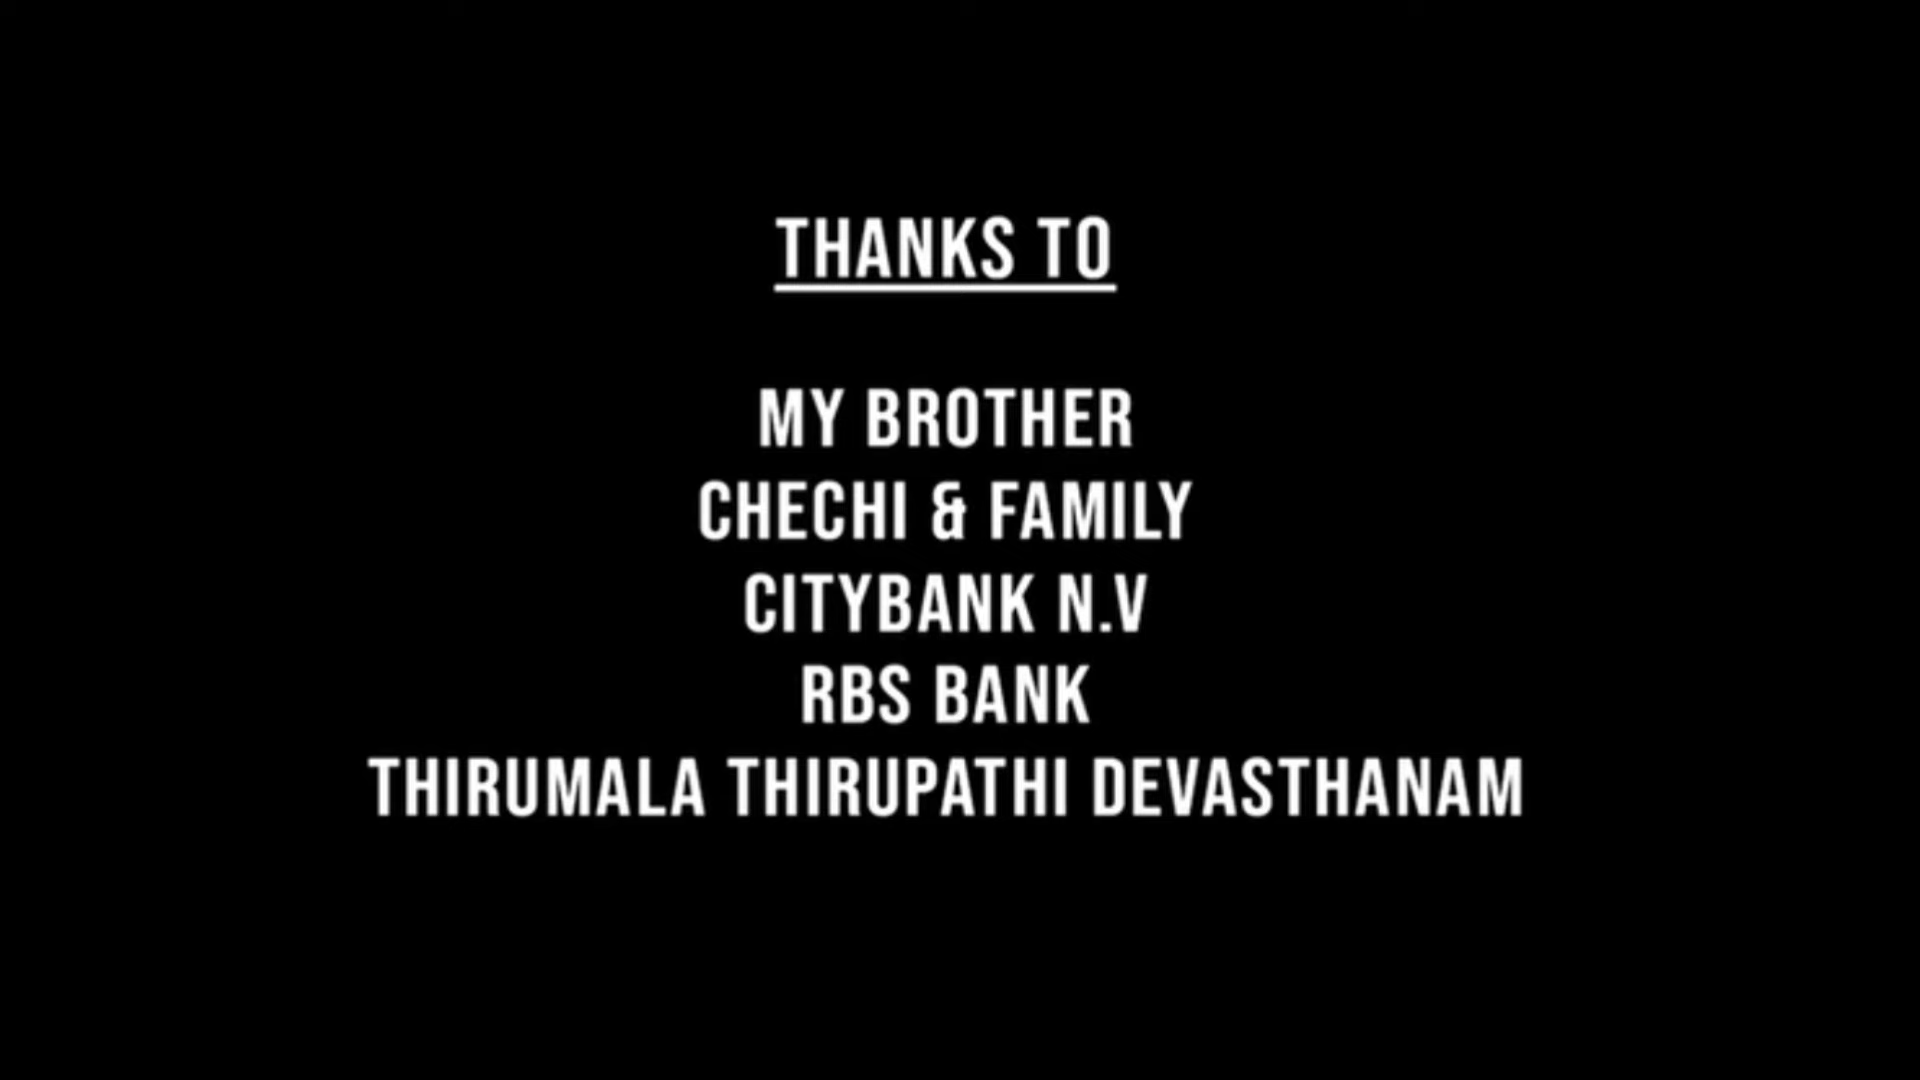 THANKS TO
MY BROTHER
CHECHI & FAMILY
CITYBANK N.V
RBS BANK
THIRUMALA THIRUPATHI DEVASTHANAM